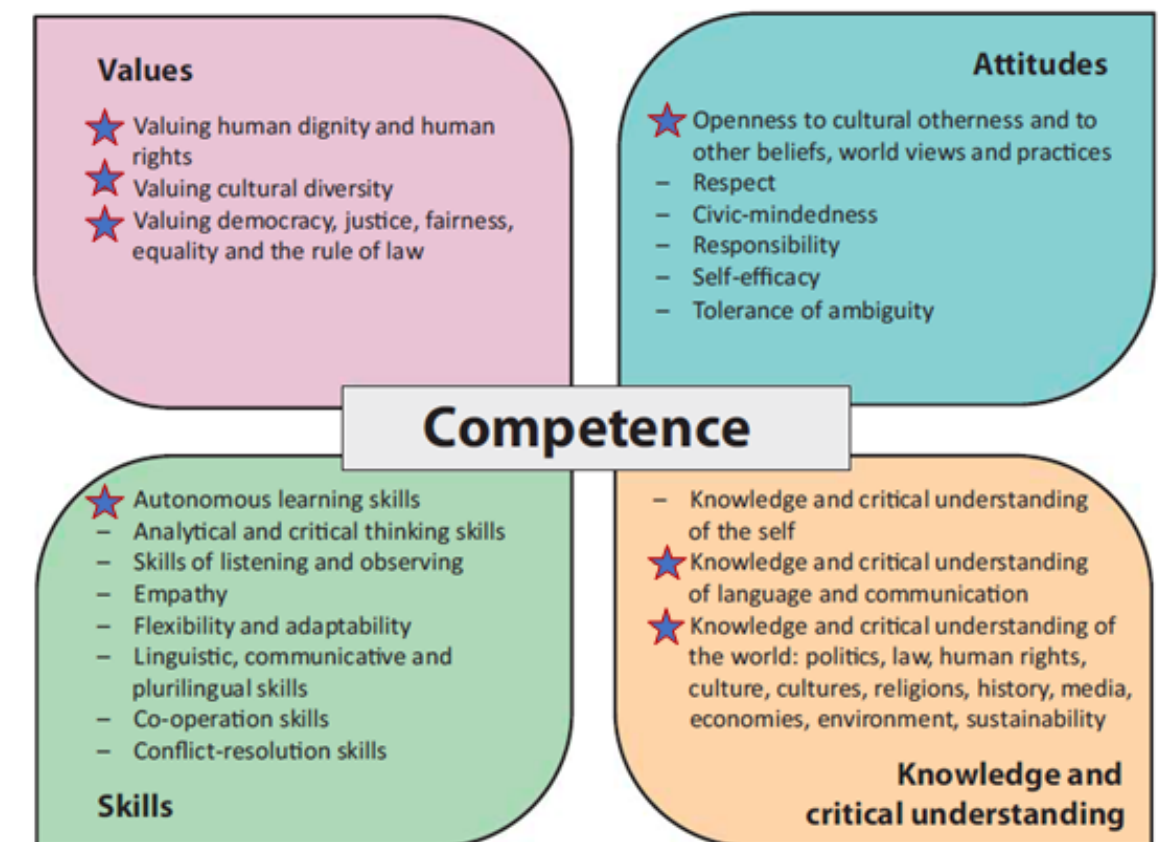 Values
Valuing human dignity and human
rights
Valuing cultural diversity
Valuing democracy, justice, fairness,
equality and the rule of law
Attitudes
Openness to cultural otherness and to
other beliefs, world views and practices
– Respect
– Civic-mindedness
– Responsibility
– Self-efficacy
– Tolerance of ambiguity
Competence
Autonomous learning skills
– Analytical and critical thinking skills
– Skills of listening and observing
– Empathy
– Flexibility and adaptability
– Linguistic, communicative and
plurilingual skills
– Co-operation skills
– Conflict-resolution skills
Skills
– Knowledge and critical understanding
of the self
Knowledge and critical understanding
of language and communication
Knowledge and critical understanding of
the world: politics, law, human rights,
culture, cultures, religions, history, media,
economies, environment, sustainability
Knowledge and
critical understanding